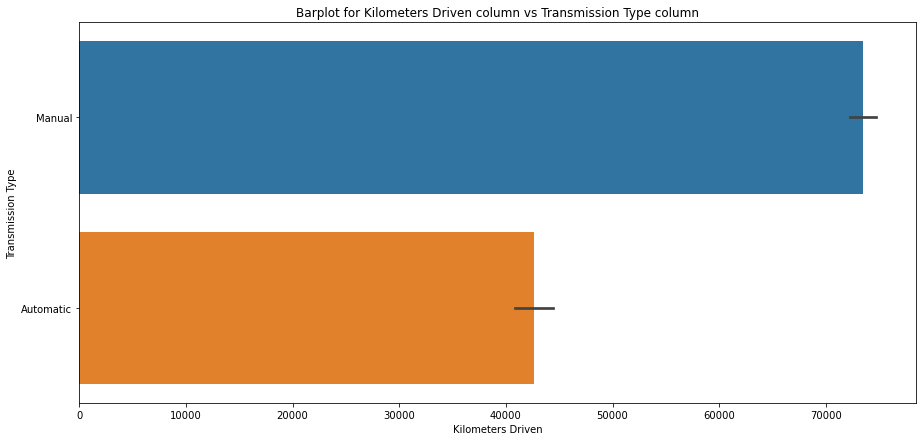 Barplot for Kilometers Driven column vs Transmission Type column
Transmission Type
Manual
Automatic
0 10000 20000 30000 40000 50000 60000 70000
Kilometers Driven